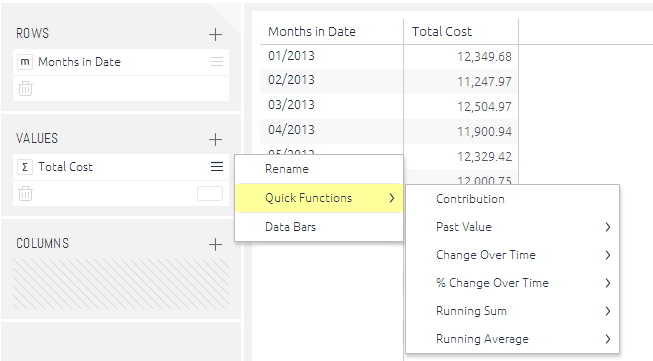 ROWS
m Months in Date
VALUES
Σ Total Cost
COLUMNS
Months in Date Total Cost
01/2013 12,349.68
02/2013 11,247.97
03/2013 12,504.97
04/2013 11,900.94
05/2013 12,329.42
12,000.75
Rename
Quick Functions
Data Bars
Contribution
Past Value
Change Over Time
% Change Over Time
Running Sum
Running Average